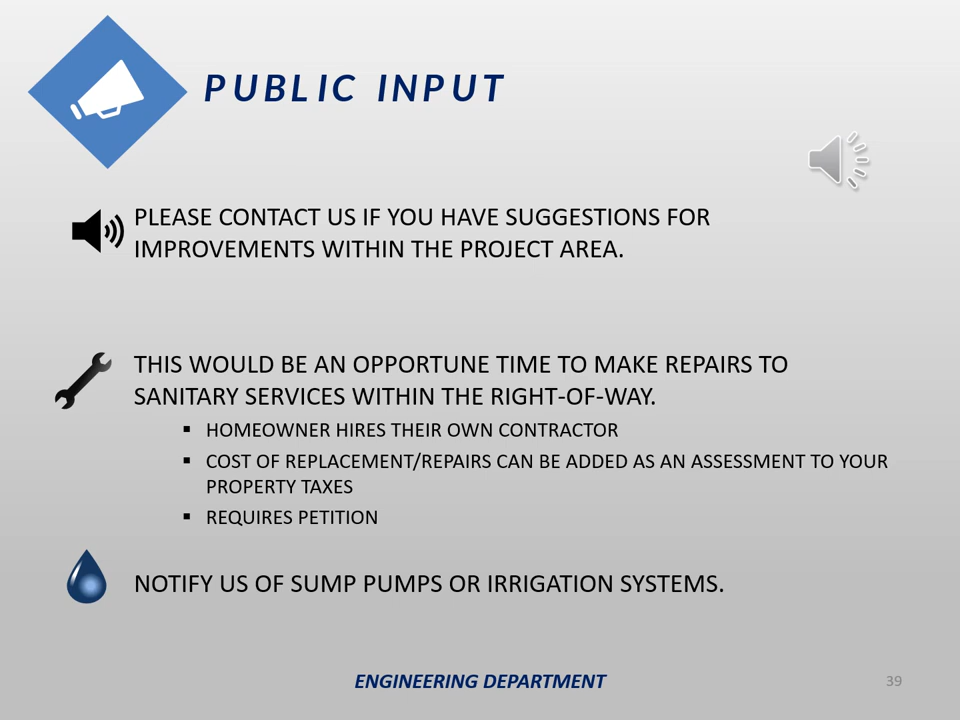 PUBLIC INPUT
PLEASE CONTACT US IF YOU HAVE SUGGESTIONS FOR
IMPROVEMENTS WITHIN THE PROJECT AREA.
THIS WOULD BE AN OPPORTUNE TIME TO MAKE REPAIRS TO
SANITARY SERVICES WITHIN THE RIGHT-OF-WAY.
▪ HOMEOWNER HIRES THEIR OWN CONTRACTOR
▪ COST OF REPLACEMENT/REPAIRS CAN BE ADDED AS AN ASSESSMENT TO YOUR
PROPERTY TAXES
▪ REQUIRES PETITION
NOTIFY US OF SUMP PUMPS OR IRRIGATION SYSTEMS.
ENGINEERING DEPARTMENT
39